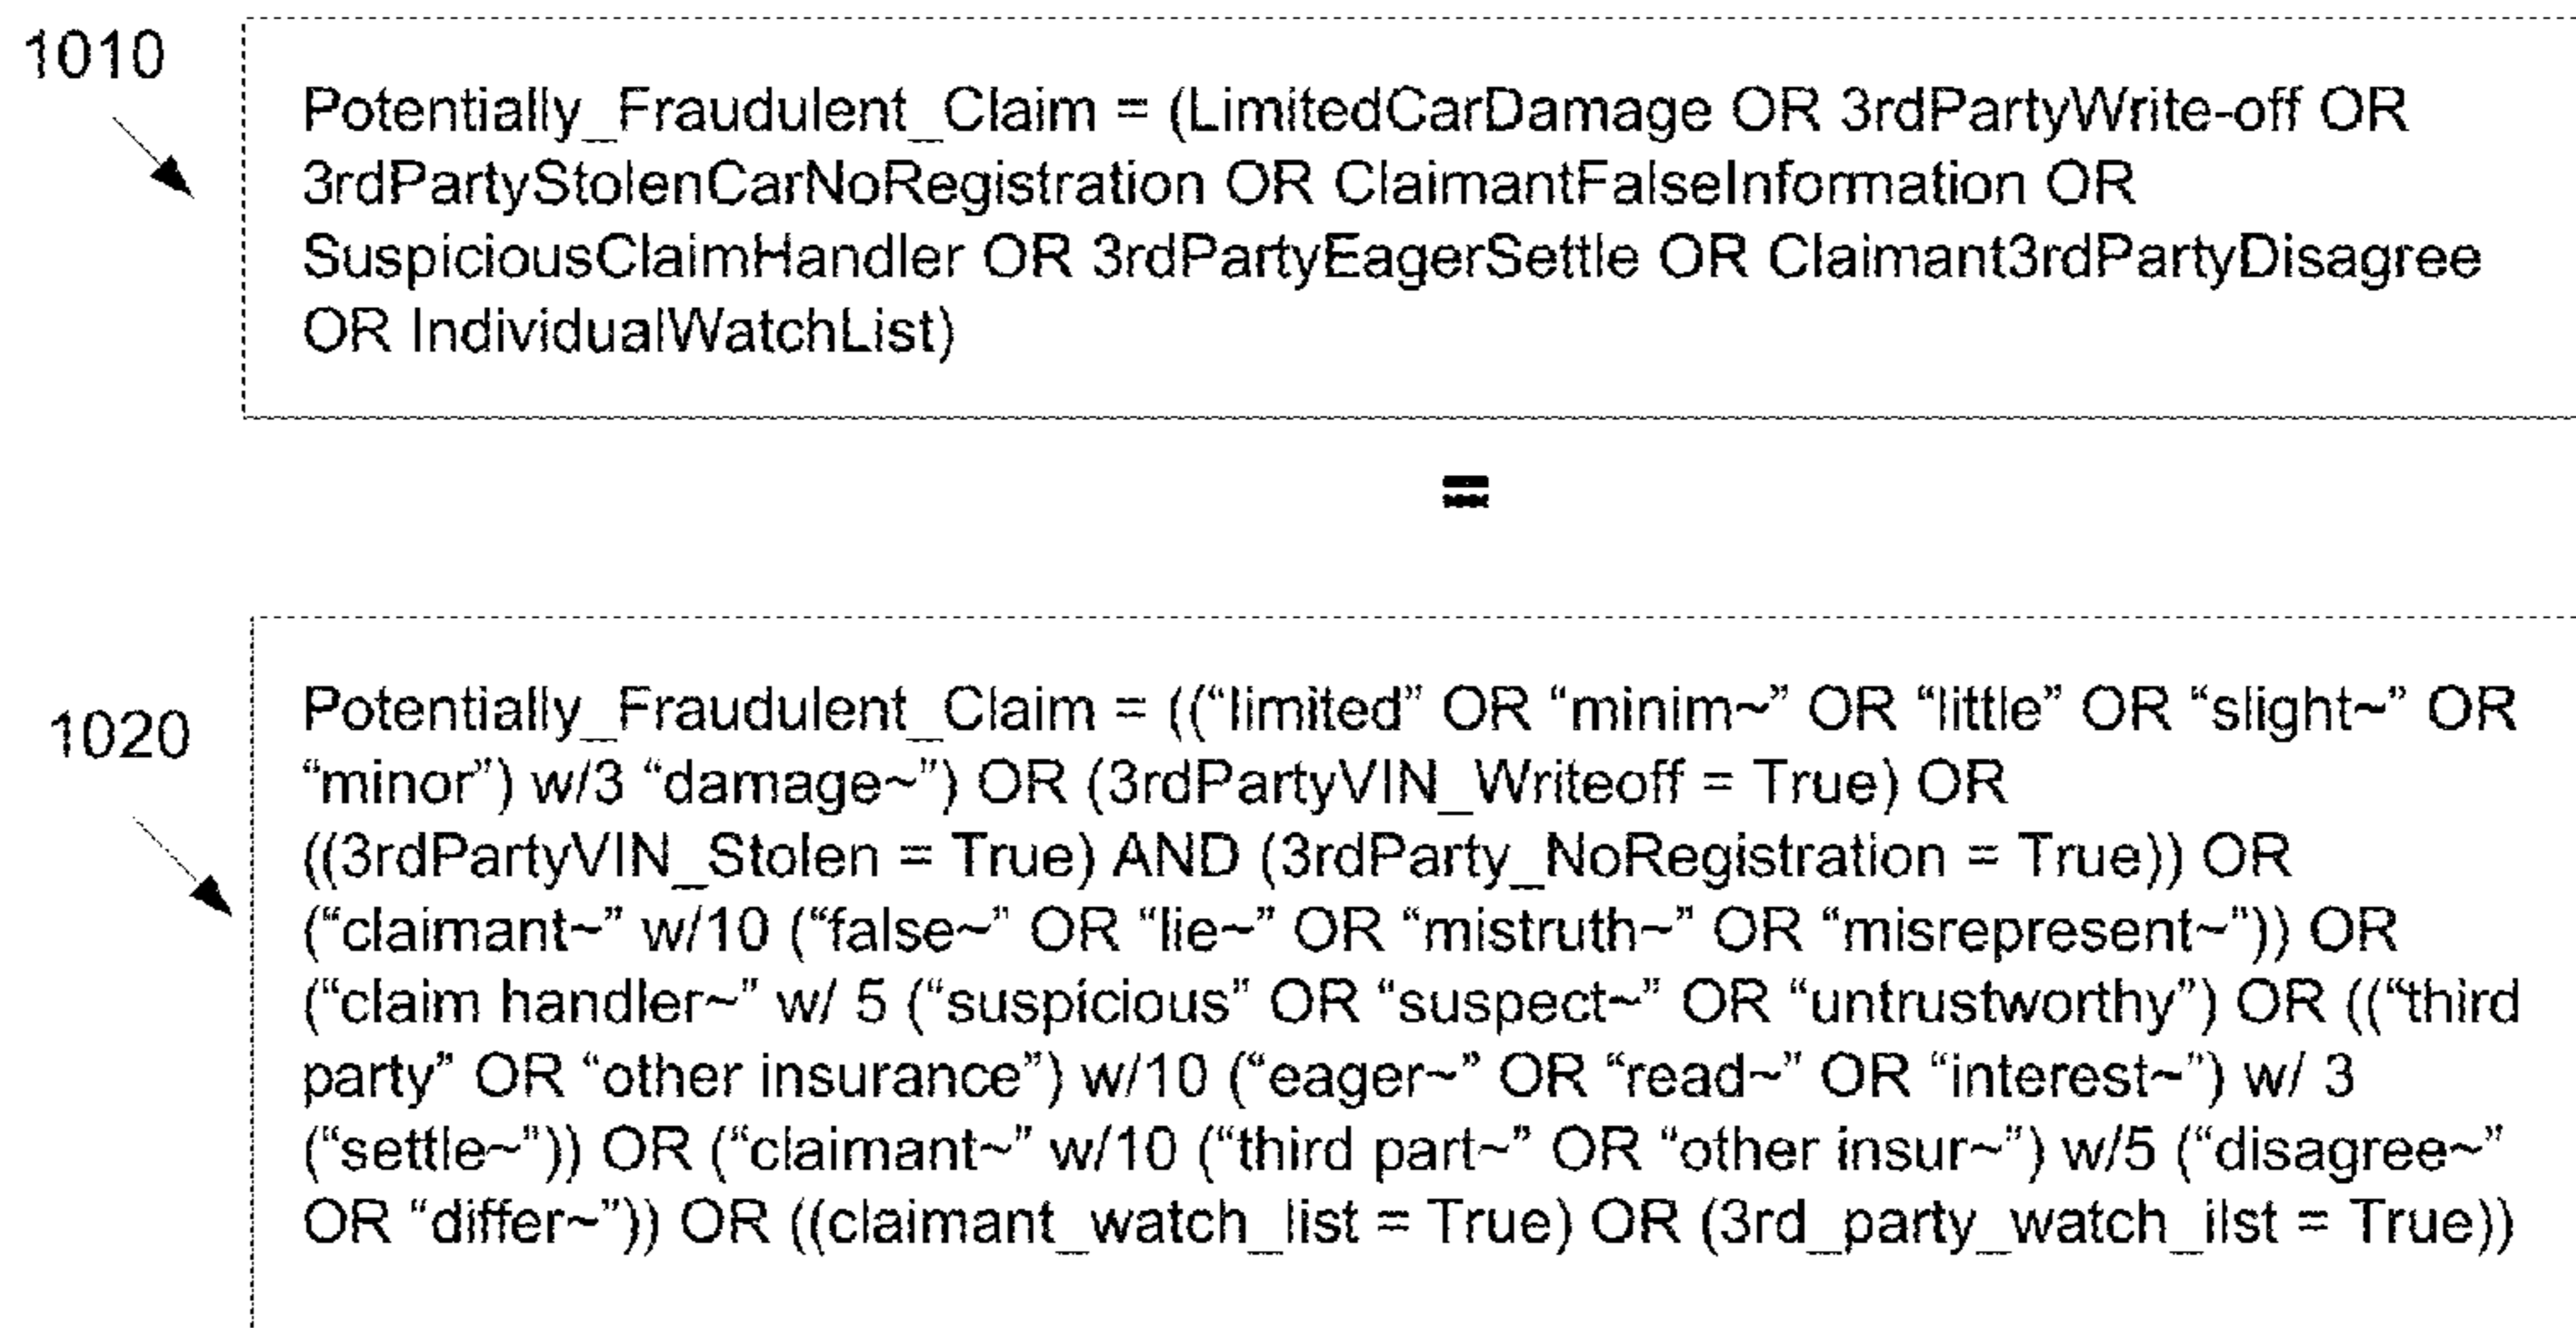 1010
Potentially_Fraudulent_Claim = (LimitedCarDamage OR 3rdPartyWrite-off OR
3rdPartyStolenCarNoRegistration OR ClaimantFalseInformation OR
SuspiciousClaimHandler OR 3rdPartyEagerSettle OR Claimant3rdPartyDisagree
OR IndividualWatchList)
=
1020
Potentially_Fraudulent_Claim = ((“limited” OR “minim~” OR “little” OR “slight~” OR
“minor”) w/3 “damage~”) OR (3rdPartyVIN_Writeoff = True) OR
((3rdPartyVIN_Stolen = True) AND (3rdParty_NoRegistration = True)) OR
(“claimant~” w/10 (“false~” OR “lie~” OR “mistruth~” OR “misrepresent~”)) OR
(“claim handler~” w/ 5 (“suspicious” OR “suspect~” OR “untrustworthy”) OR ((“third
party” OR “other insurance”) w/10 (“eager~” OR “read~” OR “interest~”) w/ 3
(“settle~”)) OR (“claimant~” w/10 (“third part~” OR “other insur~”) w/5 (“disagree~”
OR “differ~”)) OR ((claimant_watch_list = True) OR (3rd_party_watch_ilst = True))